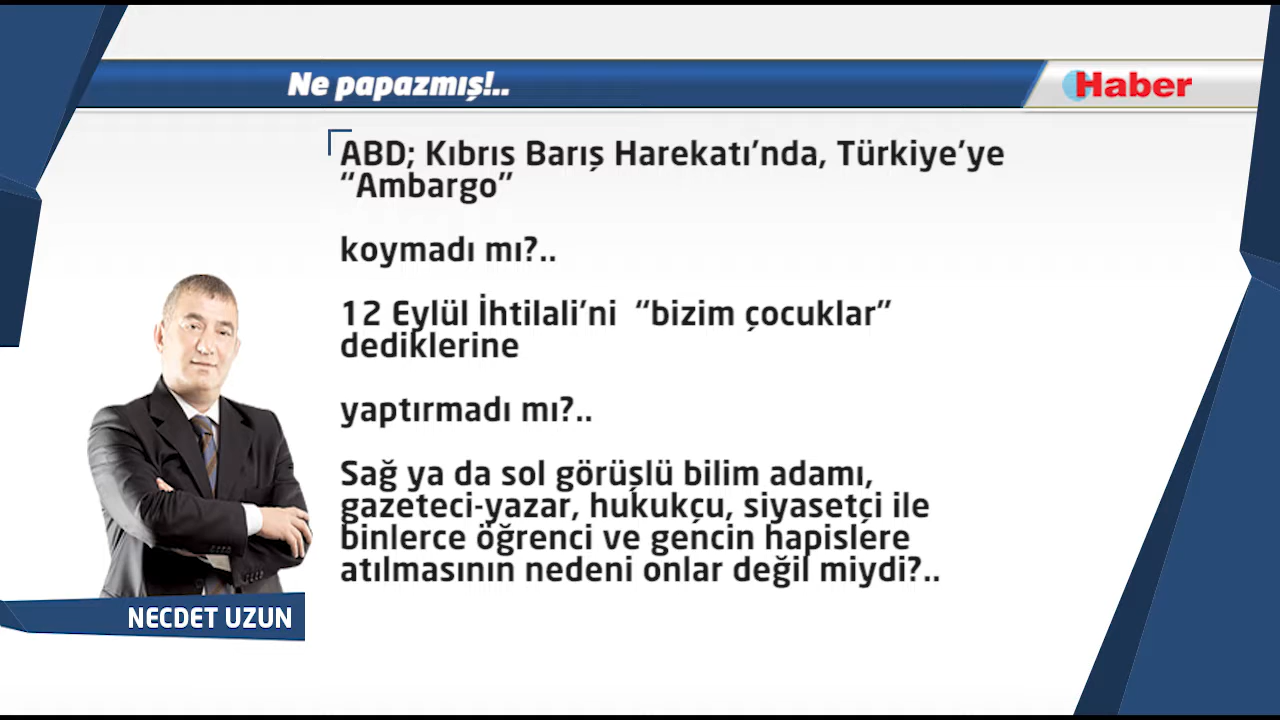 Ne papazmış!..
Haber
ABD; Kıbrıs Barış Harekatı’nda, Türkiye’ye
“Ambargo”
koymadı mı?..
12 Eylül İhtilali’ni “bizim çocuklar”
dediklerine
yaptırmadı mı?..
Sağ ya da sol görüşlü bilim adamı,
gazeteci-yazar, hukukçu, siyasetçi ile
binlerce öğrenci ve gencin hapislere
atılmasının nedeni onlar değil miydi?..
NECDET UZUN